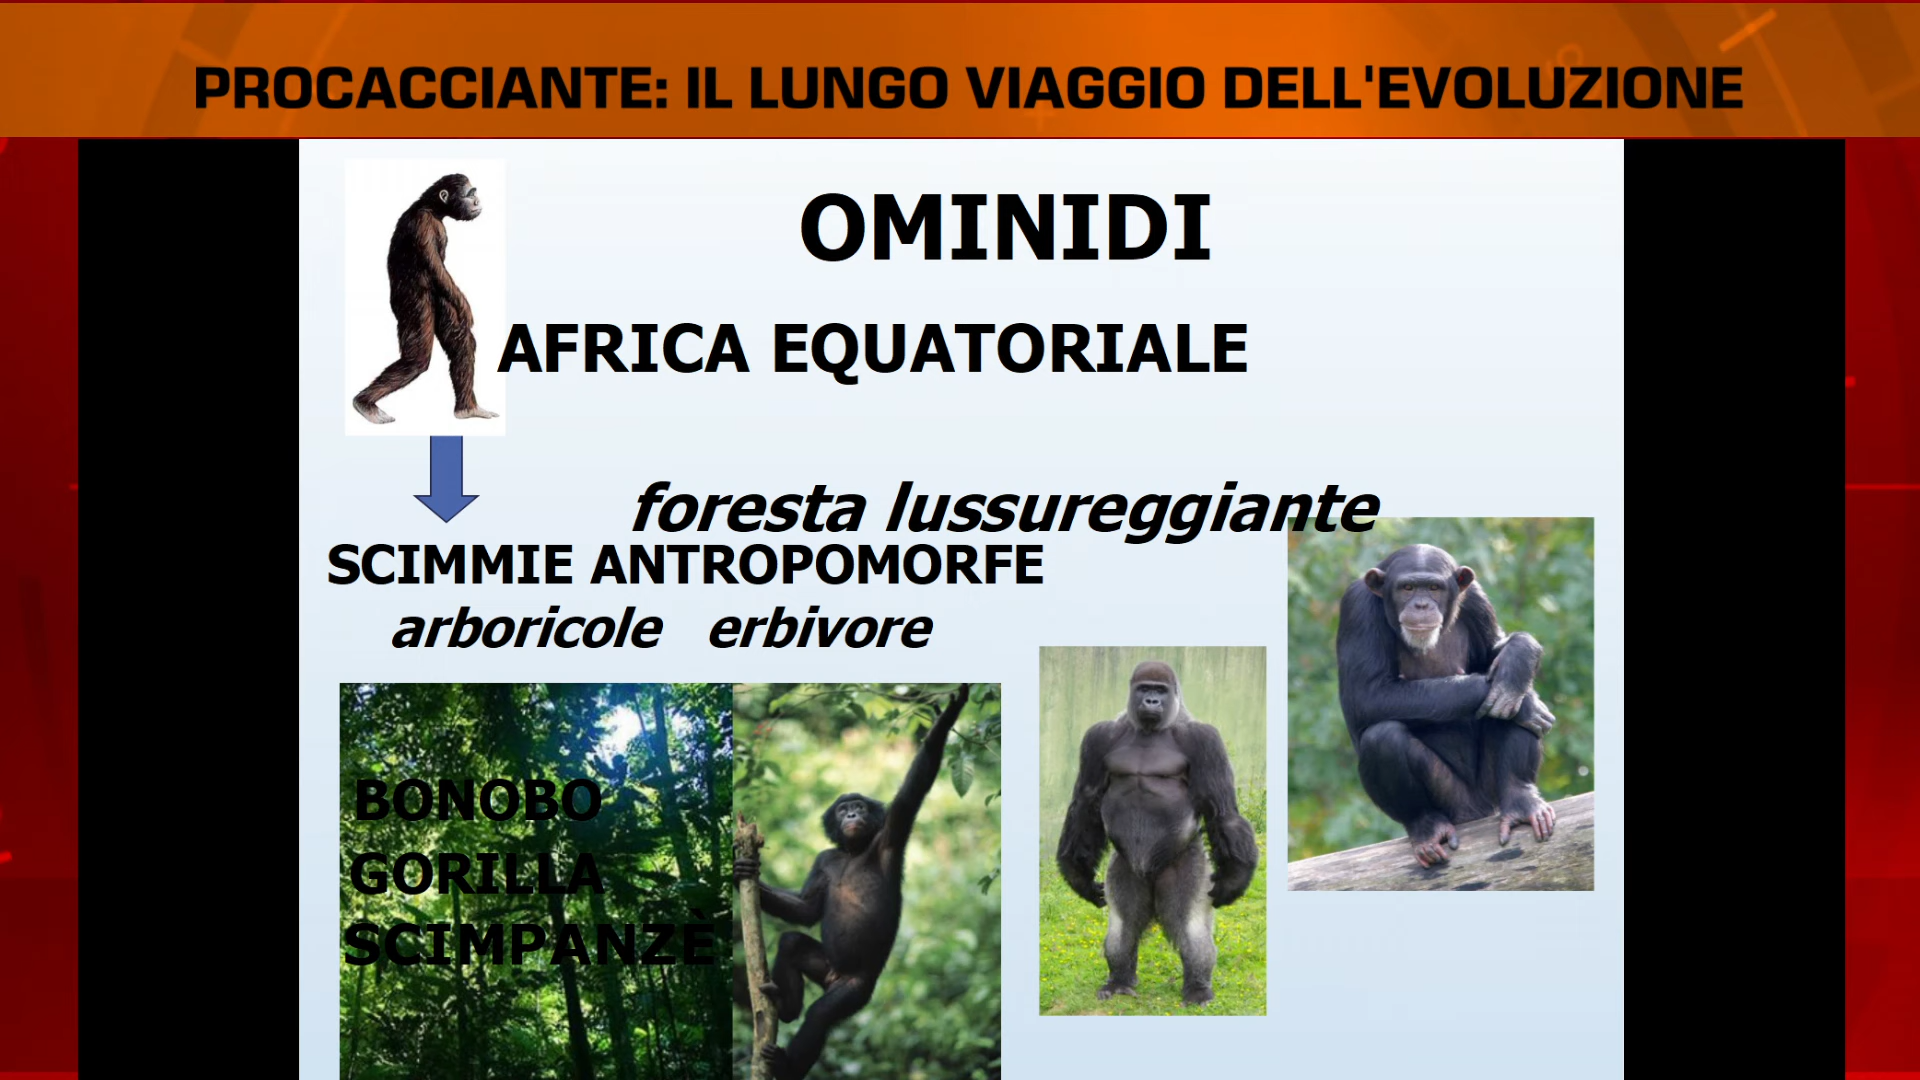 PROCACCIANTE: IL LUNGO VIAGGIO DELL'EVOLUZIONE
OMINIDI
AFRICA EQUATORIALE
foresta lussureggiante
SCIMMIE ANTROPOMORFE
arboricole erbivore
BONOBO
GORILLA
SCIMPANZÈ